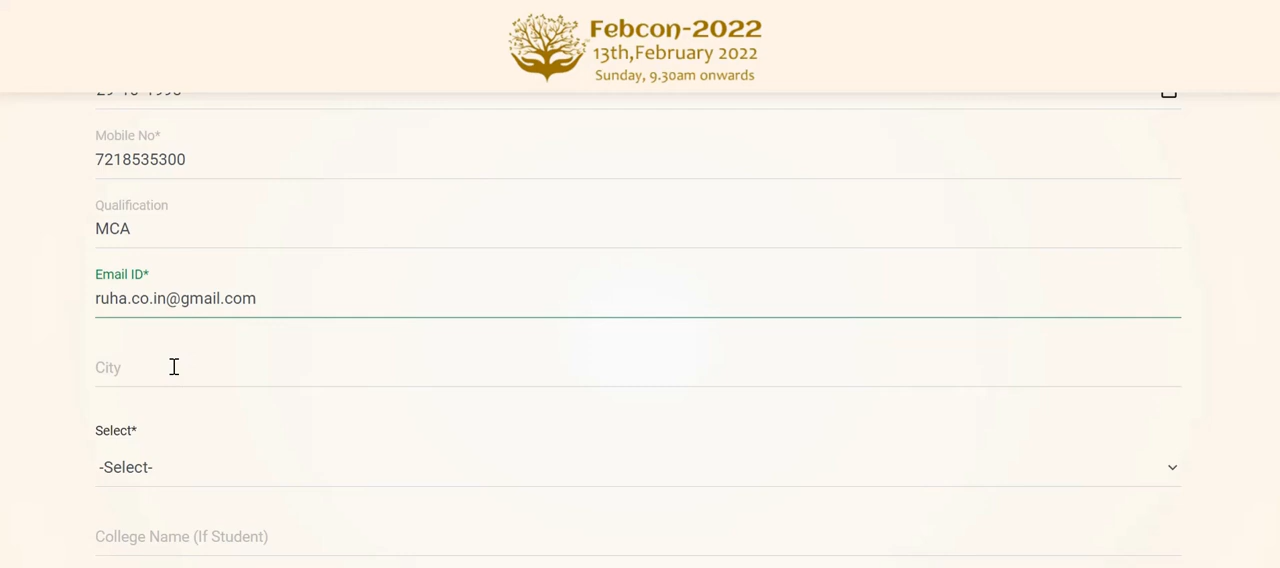 Febcon-2022
13th,February 2022
Sunday, 9.30am onwards
Mobile No*
7218535300
Qualification
MCA
Email ID*
ruha.co.in@gmail.com
City
Select*
-Select-
College Name (If Student)